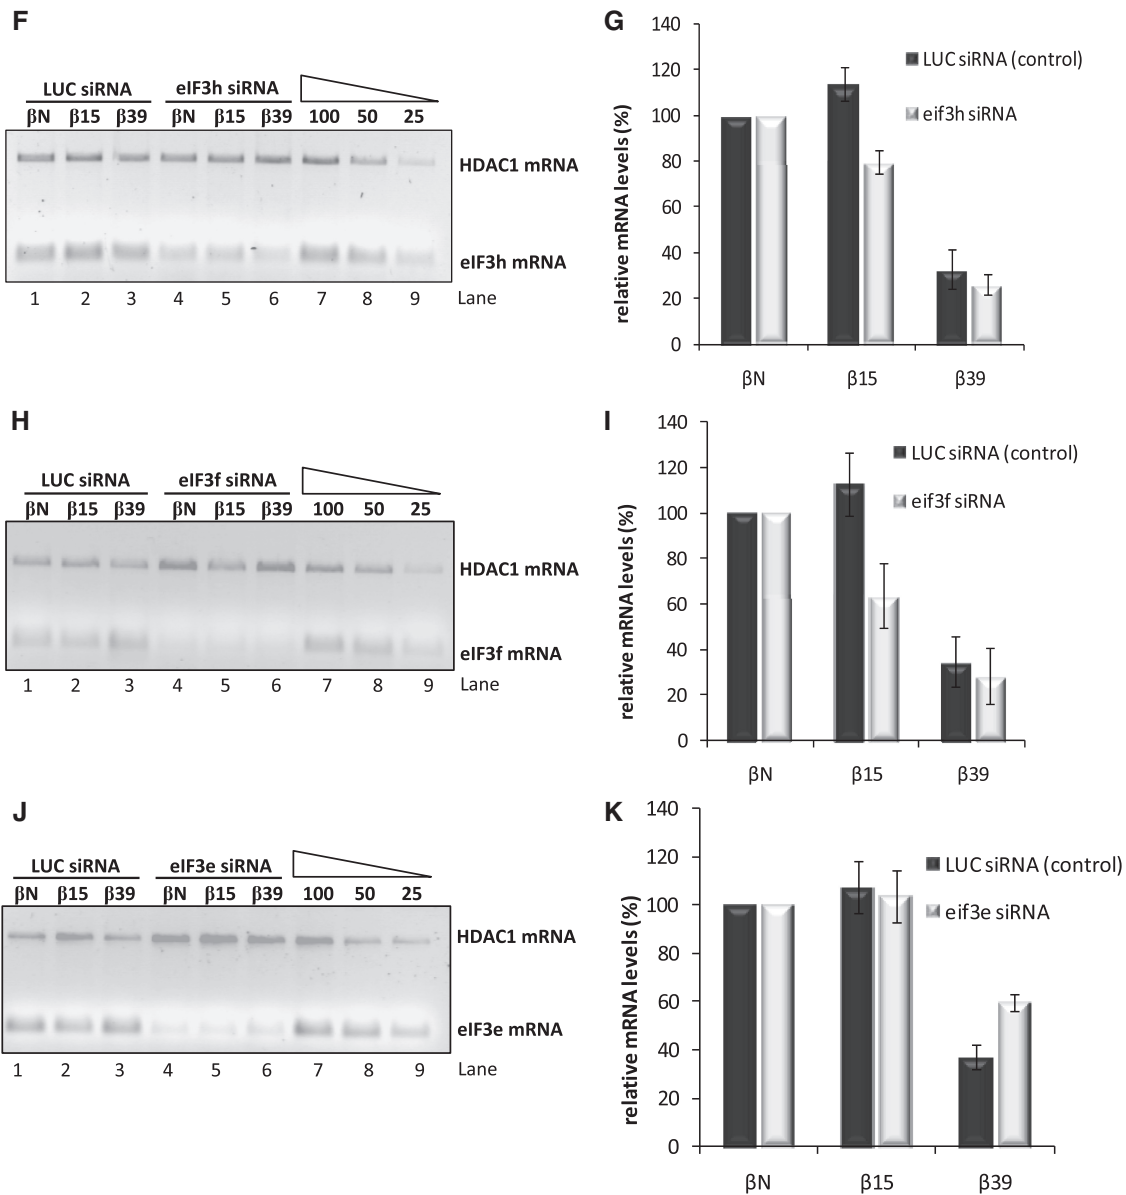 F
LUC siRNA eIF3h siRNA
βN β15 β39 βN β15 β39 100 50 25
HDAC1 mRNA
eIF3h mRNA
1 2 3 4 5 6 7 8 9 Lane
G
relative mRNA levels (%)
140
120
100
80
60
40
20
0
LUC siRNA (control)
eif3h siRNA
βN β15 β39
H
LUC siRNA eIF3f siRNA
βN β15 β39 βN β15 β39 100 50 25
HDAC1 mRNA
eIF3f mRNA
1 2 3 4 5 6 7 8 9 Lane
I
relative mRNA levels (%)
140
120
100
80
60
40
20
0
LUC siRNA (control)
eif3f siRNA
βN β15 β39
J
LUC siRNA eIF3e siRNA
βN β15 β39 βN β15 β39 100 50 25
HDAC1 mRNA
eIF3e mRNA
1 2 3 4 5 6 7 8 9 Lane
K
relative mRNA levels (%)
140
120
100
80
60
40
20
0
LUC siRNA (control)
eif3e siRNA
βN β15 β39